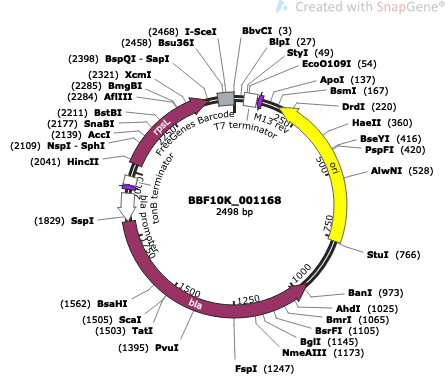 Created with SnapGene®
(2468) I-SceI
(2458) Bsu36I
(2398) BspQI - SapI
(2321) XcmI
(2285) BmgBI
(2284) AflIII
(2211) BstBI
(2177) SnaBI
(2139) AccI
(2109) NspI - SphI
(2041) HincII
(1829) SspI
(1562) BsaHI
(1505) ScaI
(1503) TatI
(1395) PvuI
FspI (1247)
BbvCI (3)
BlpI (27)
StyI (49)
EcoO109I (54)
ApoI (137)
BsmI (167)
DrdI (220)
HaeII (360)
BseYI (416)
PspFI (420)
AlwNI (528)
StuI (766)
BanI (973)
AhdI (1025)
BmrI (1065)
BsrFI (1105)
BglI (1145)
NmeAIII (1173)
FreeGenes Barcode
T7 terminator
M13 rev
rpsL
tonB terminator
bla promoter
bla
ori
250
500
750
1000
1250
1500
1750
BBF10K_001168
2498 bp